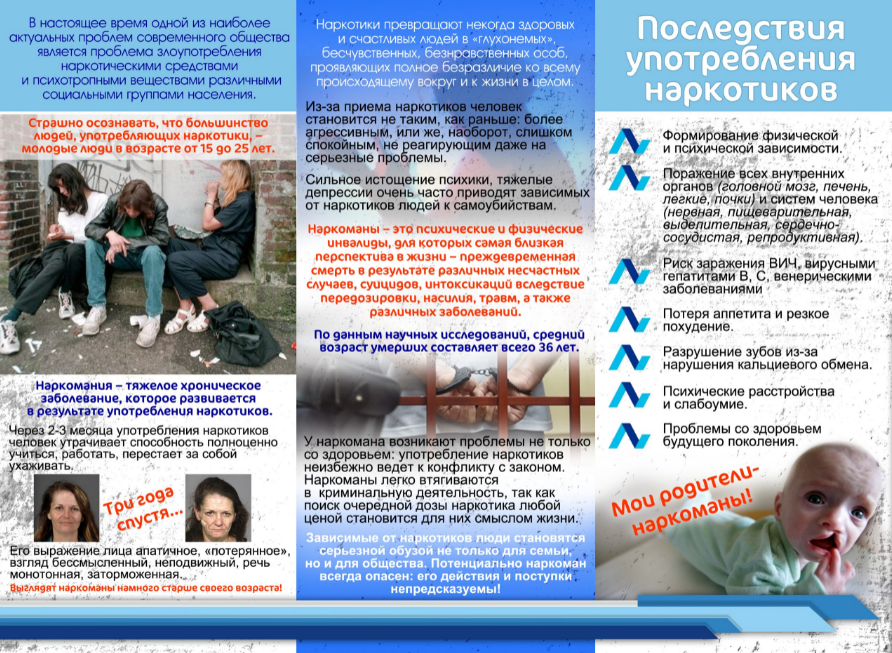 В настоящее время одной из наиболее
актуальных проблем современного общества
является проблема злоупотребления
наркотическими средствами
и психотропными веществами различными
социальными группами населения.
Страшно осознавать, что большинство
людей, употребляющих наркотики, –
молодые люди в возрасте от 15 до 25 лет.
Наркомания – тяжелое хроническое
заболевание, которое развивается
в результате употребления наркотиков.
Через 2-3 месяца употребления наркотиков
человек утрачивает способность полноценно
учиться, работать, перестает за собой
ухаживать.
Три года
спустя...
Его выражение лица апатичное, «потерянное»,
взгляд бессмысленный, неподвижный, речь
монотонная, заторможенная...
Выглядят наркоманы намного старше своего возраста!
Наркотики превращают некогда здоровых
и счастливых людей в «глухонемых»,
бесчувственных, безнравственных особ,
проявляющих полное безразличие ко всему
происходящему вокруг и к жизни в целом.
Из-за приема наркотиков человек
становится не таким, как раньше: более
агрессивным, или же, наоборот, слишком
спокойным, не реагирующим даже на
серьезные проблемы.
Сильное истощение психики, тяжелые
депрессии очень часто приводят зависимых
от наркотиков людей к самоубийствам.
Наркоманы – это психические и физические
инвалиды, для которых самая близкая
перспектива в жизни – преждевременная
смерть в результате различных несчастных
случаев, суицидов, интоксикаций вследствие
передозировки, насилия, травм, а также
различных заболеваний.
По данным научных исследований, средний
возраст умерших составляет всего 36 лет.
У наркомана возникают проблемы не только
со здоровьем: употребление наркотиков
неизбежно ведет к конфликту с законом.
Наркоманы легко втягиваются
в криминальную деятельность, так как
поиск очередной дозы наркотика любой
ценой становится для них смыслом жизни.
Зависимые от наркотиков люди становятся
серьезной обузой не только для семьи,
но и для общества. Потенциально наркоман
всегда опасен: его действия и поступки
непредсказуемы!
Последствия
употребления
наркотиков
Формирование физической
и психической зависимости.
Поражение всех внутренних
органов (головной мозг, печень,
легкие, почки) и систем человека
(нервная, пищеварительная,
выделительная, сердечно-
сосудистая, репродуктивная).
Риск заражения ВИЧ, вирусными
гепатитами В, С, венерическими
заболеваниями
Потеря аппетита и резкое
похудение.
Разрушение зубов из-за
нарушения кальциевого обмена.
Психические расстройства
и слабоумие.
Проблемы со здоровьем
будущего поколения.
Мои родители-
наркоманы!